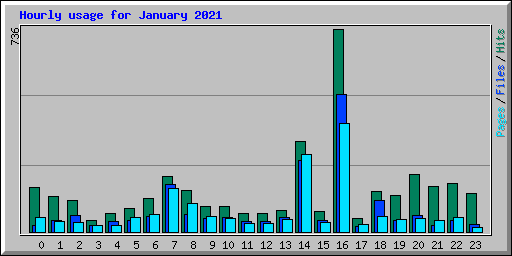 Hourly usage for January 2021
736
Pages / Files / Hits
0 1 2 3 4 5 6 7 8 9 10 11 12 13 14 15 16 17 18 19 20 21 22 23